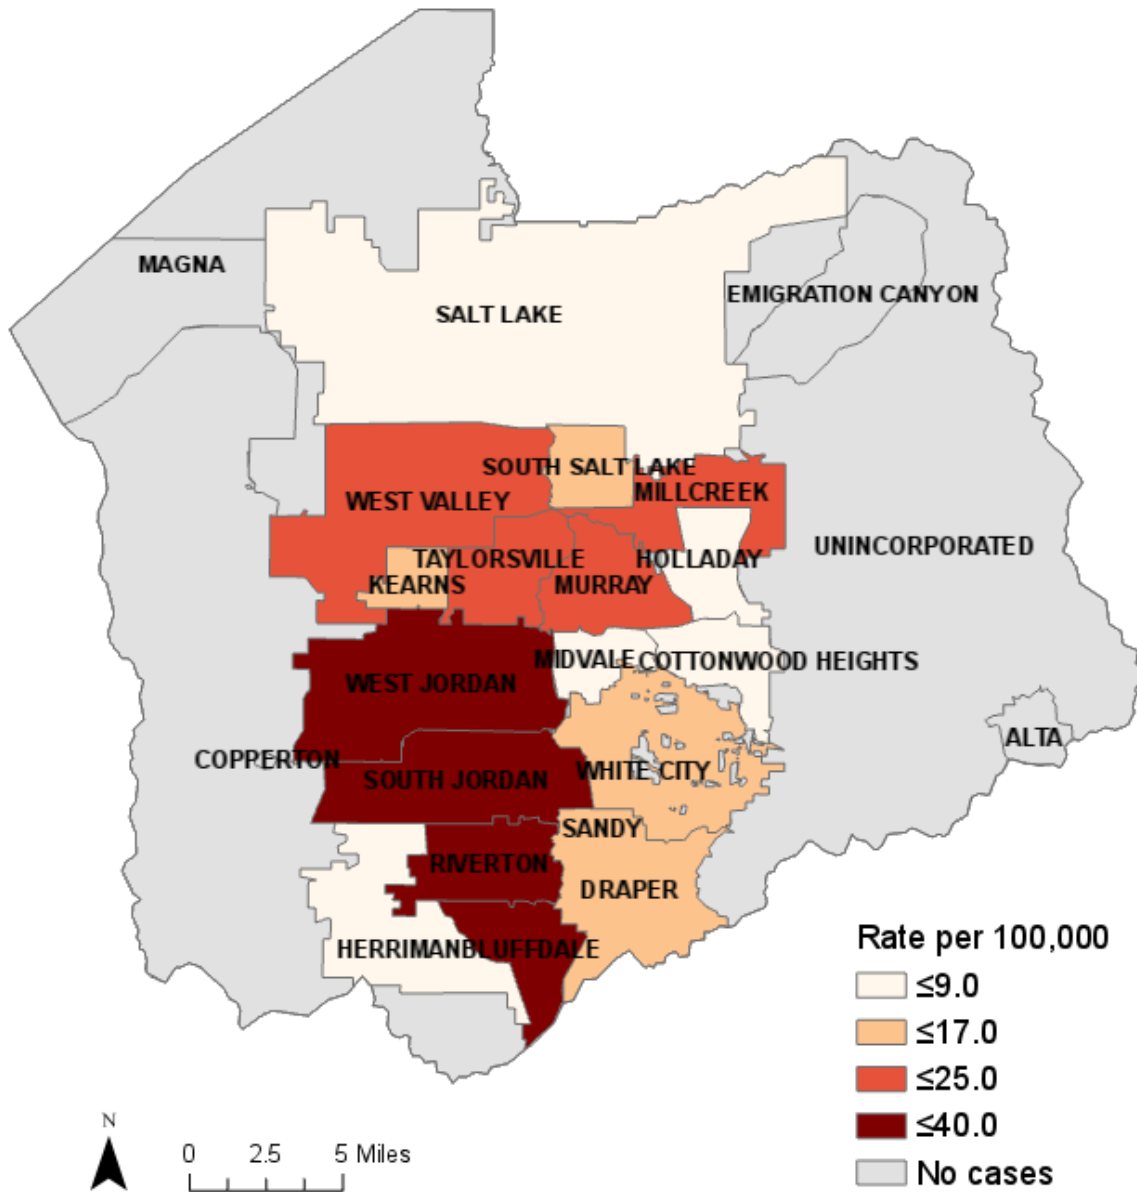 MAGNA
EMIGRATION CANYON
SALT LAKE
SOUTH SALT LAKE
MILLCREEK
WEST VALLEY
UNINCORPORATED
TAYLORSVILLE
HOLLADAY
KEARNS
MURRAY
MIDVALE
COTTONWOOD HEIGHTS
WEST JORDAN
ALTA
COPPERTON
WHITE CITY
SOUTH JORDAN
SANDY
RIVERTON
DRAPER
HERRIMAN
BLUFFDALE
Rate per 100,000
≤9.0
≤17.0
≤25.0
≤40.0
No cases
N
0 2.5 5 Miles